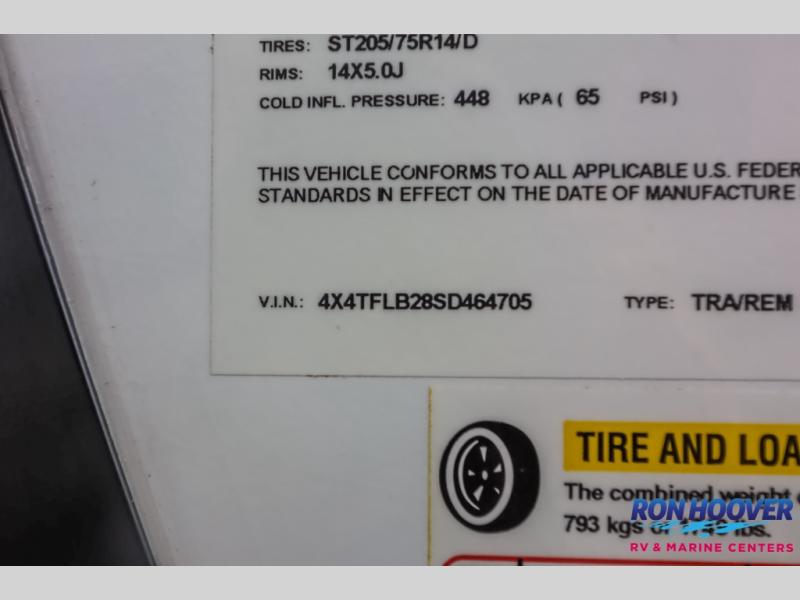 TIRES: ST205/75R14/D
RIMS: 14X5.0J
COLD INFL. PRESSURE: 448 KPA ( 65 PSI )
THIS VEHICLE CONFORMS TO ALL APPLICABLE U.S. FEDER
STANDARDS IN EFFECT ON THE DATE OF MANUFACTURE
V.I.N.: 4X4TFLB28SD464705 TYPE: TRA/REM
TIRE AND LOA
The combined weight
793 kgs or lbs.
RON HOOVER
RV & MARINE CENTERS